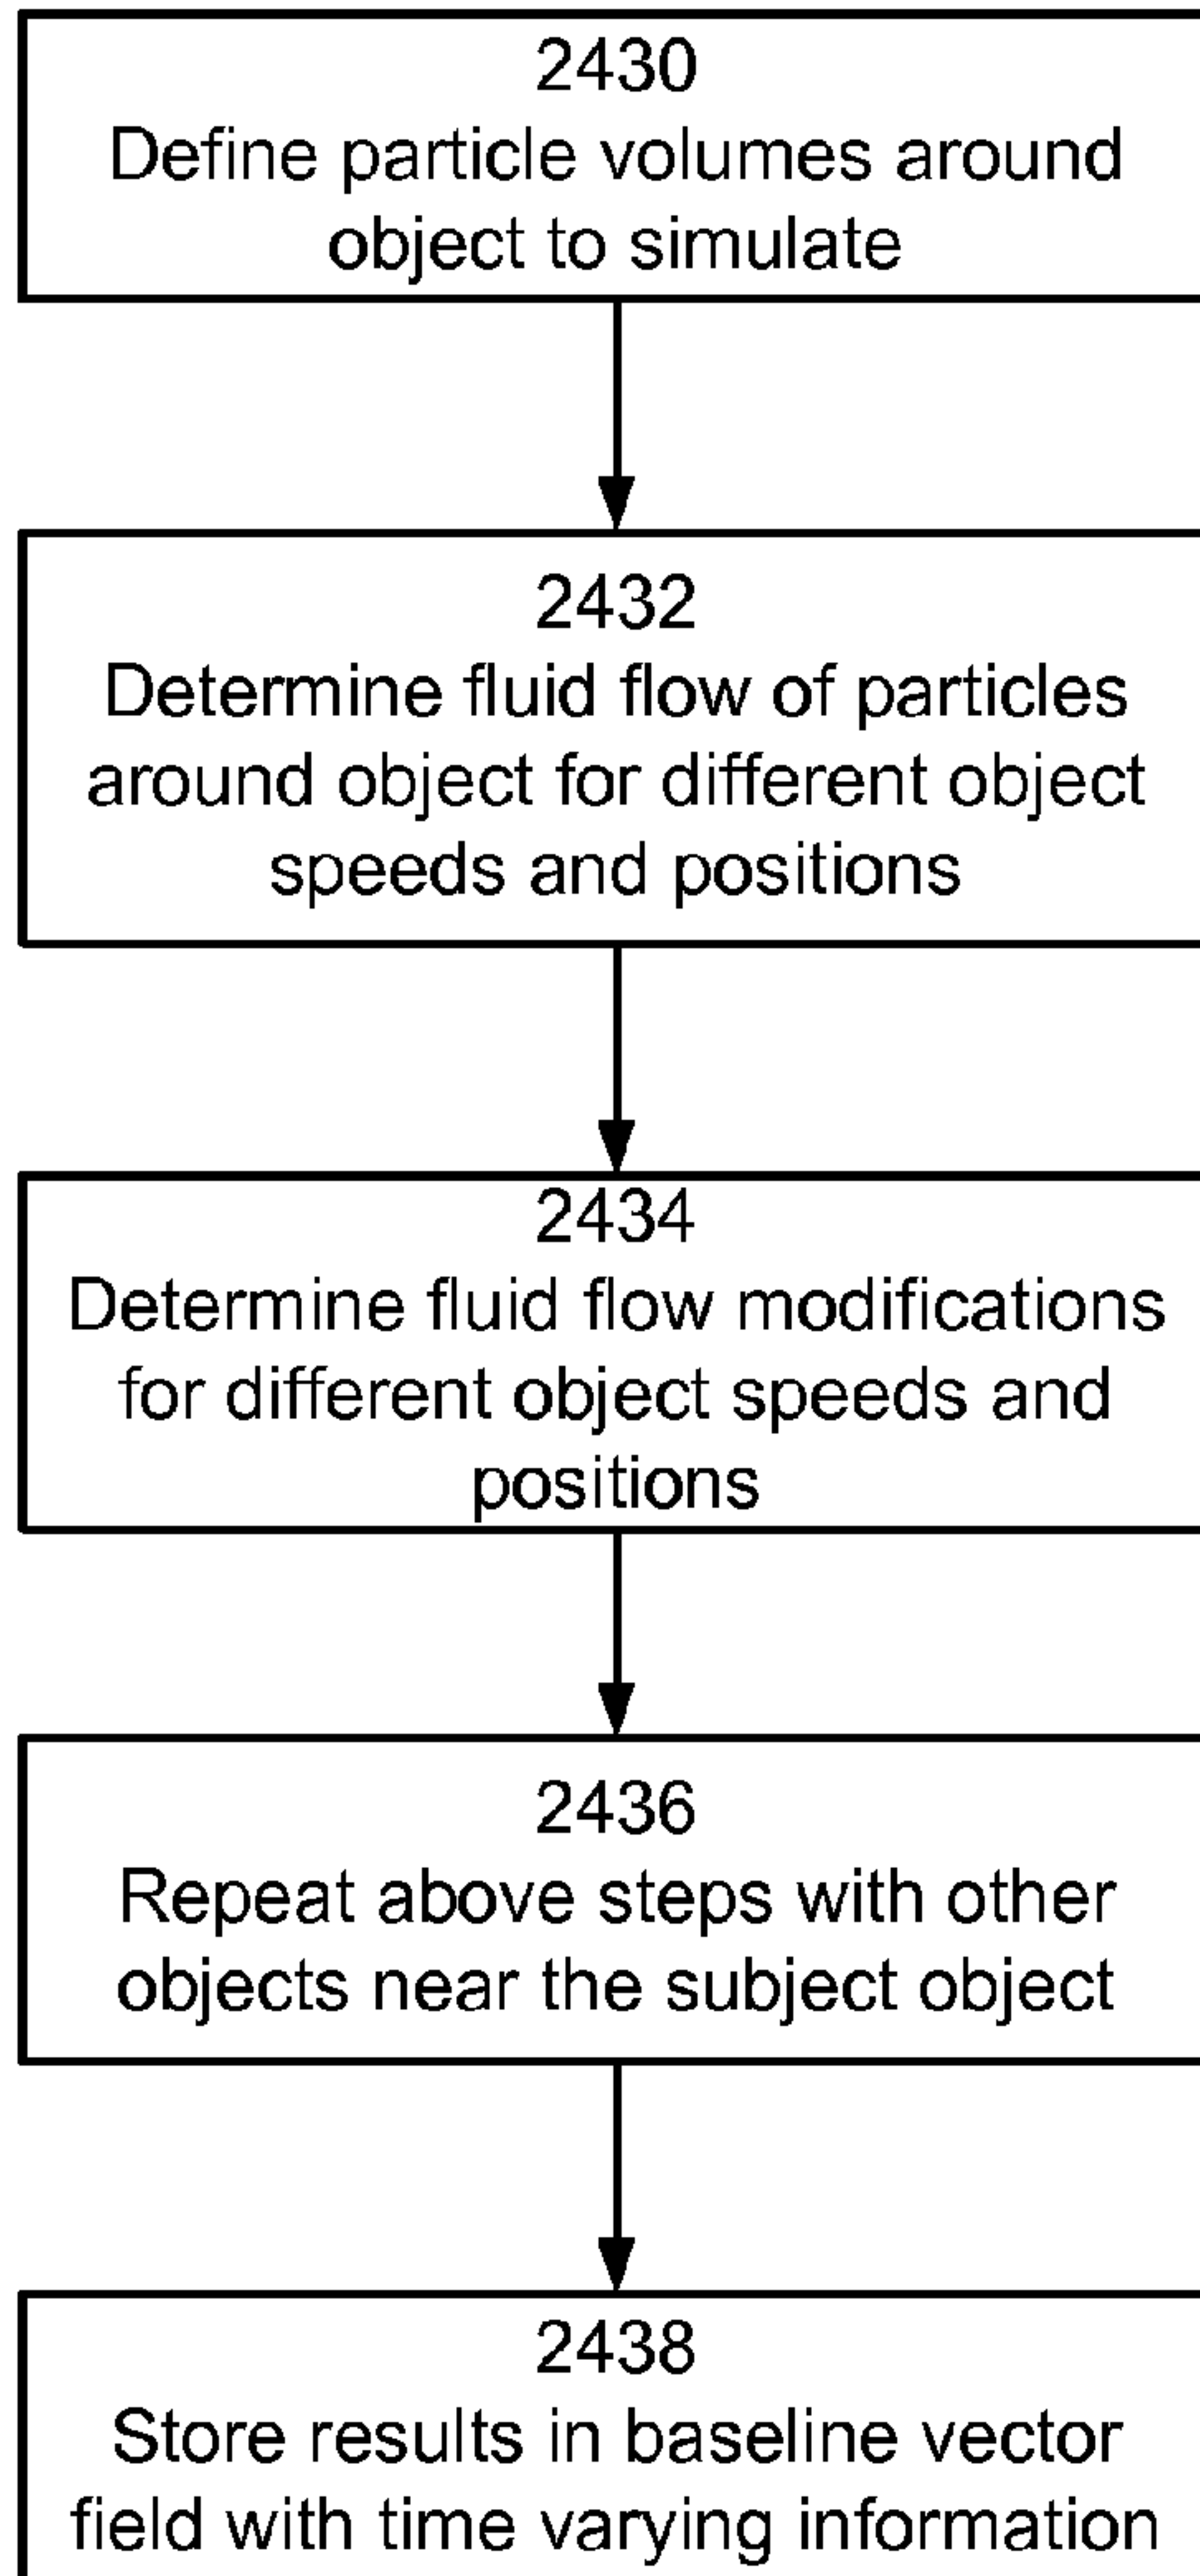 2430
Define particle volumes around
object to simulate
2432
Determine fluid flow of particles
around object for different object
speeds and positions
2434
Determine fluid flow modifications
for different object speeds and
positions
2436
Repeat above steps with other
objects near the subject object
2438
Store results in baseline vector
field with time varying information